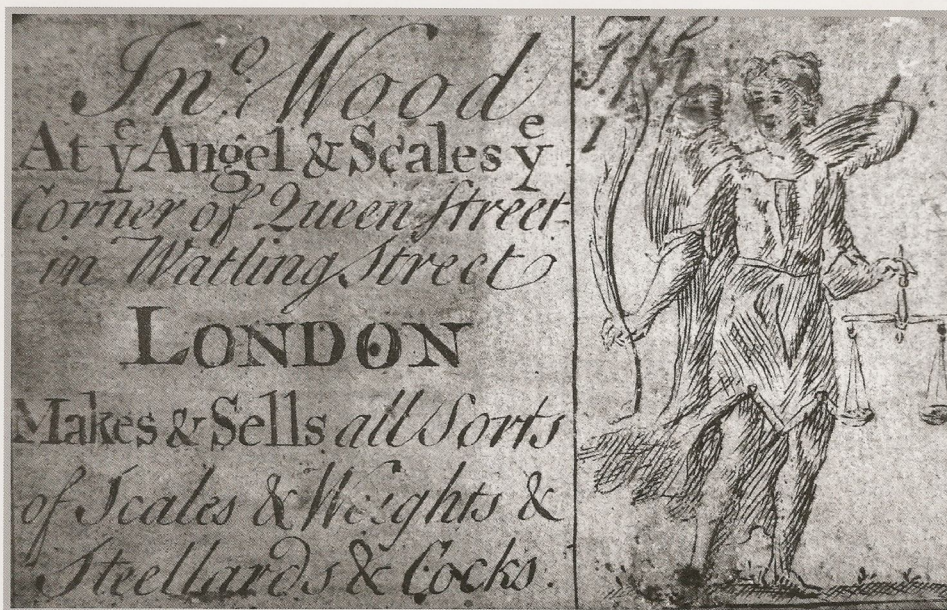 Jnº. Wood
At yᵉ Angel & Scales yᵉ
Corner of Queen Street
in Watling Street
LONDON
Makes & Sells all Sorts
of Scales & Weights &
Steellards & Cocks.